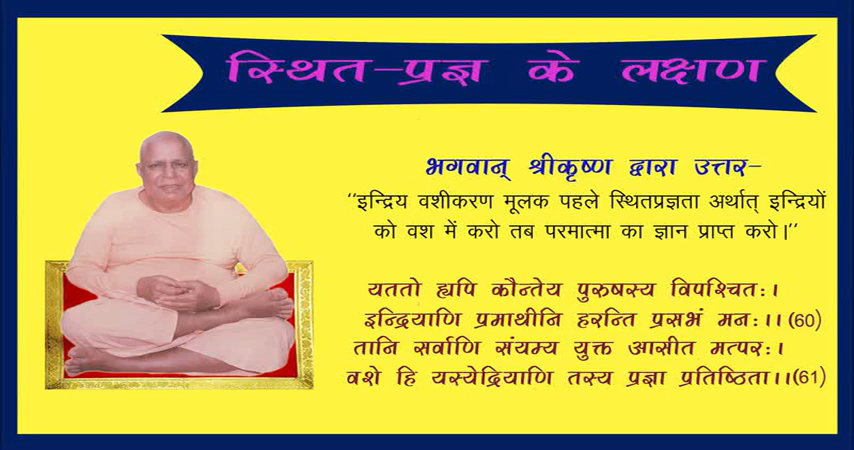 स्थित-प्रज्ञ के लक्षण
भगवान् श्रीकृष्ण द्वारा उत्तर-
''इन्द्रिय वशीकरण मूलक पहले स्थितप्रज्ञता अर्थात् इन्द्रियों
को वश में करो तब परमात्मा का ज्ञान प्राप्त करो।''
यततो ह्यपि कौन्तेय पुरुषस्य विपश्चितः।
इन्द्रियाणि प्रमाथीनि हरन्ति प्रसभं मनः।।(60)
तानि सर्वाणि संयम्य युक्त आसीत मत्परः।
वशे हि यस्येद्रियाणि तस्य प्रज्ञा प्रतिष्ठिता।।(61)